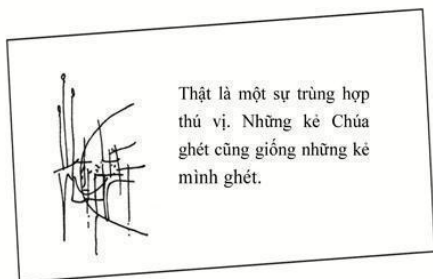 Thật là một sự trùng hợp
thú vị. Những kẻ Chúa
ghét cũng giống những kẻ
mình ghét.